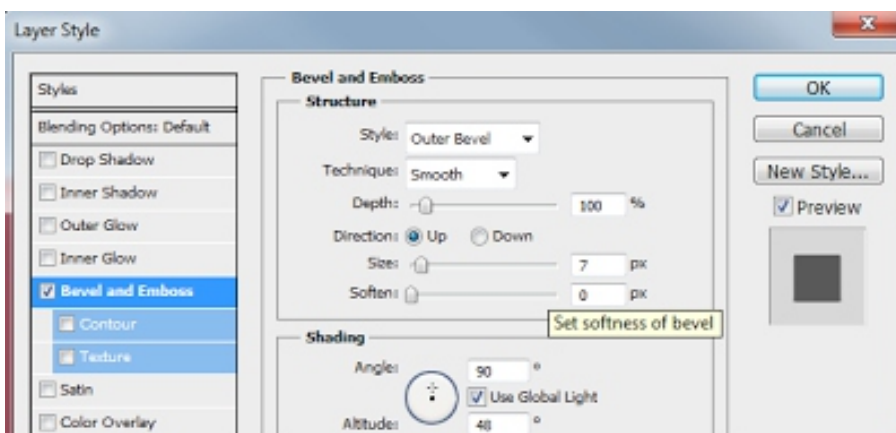 Layer Style
Styles
Blending Options: Default
Drop Shadow
Inner Shadow
Outer Glow
Inner Glow
Bevel and Emboss
Contour
Texture
Satin
Color Overlay
Bevel and Emboss
Structure
Style: Outer Bevel
Technique: Smooth
Depth: 100 %
Direction: Up Down
Size: 7 px
Soften: 0 px
Set softness of bevel
Shading
Angle: 90 °
Use Global Light
Altitude: 48 °
OK
Cancel
New Style...
Preview